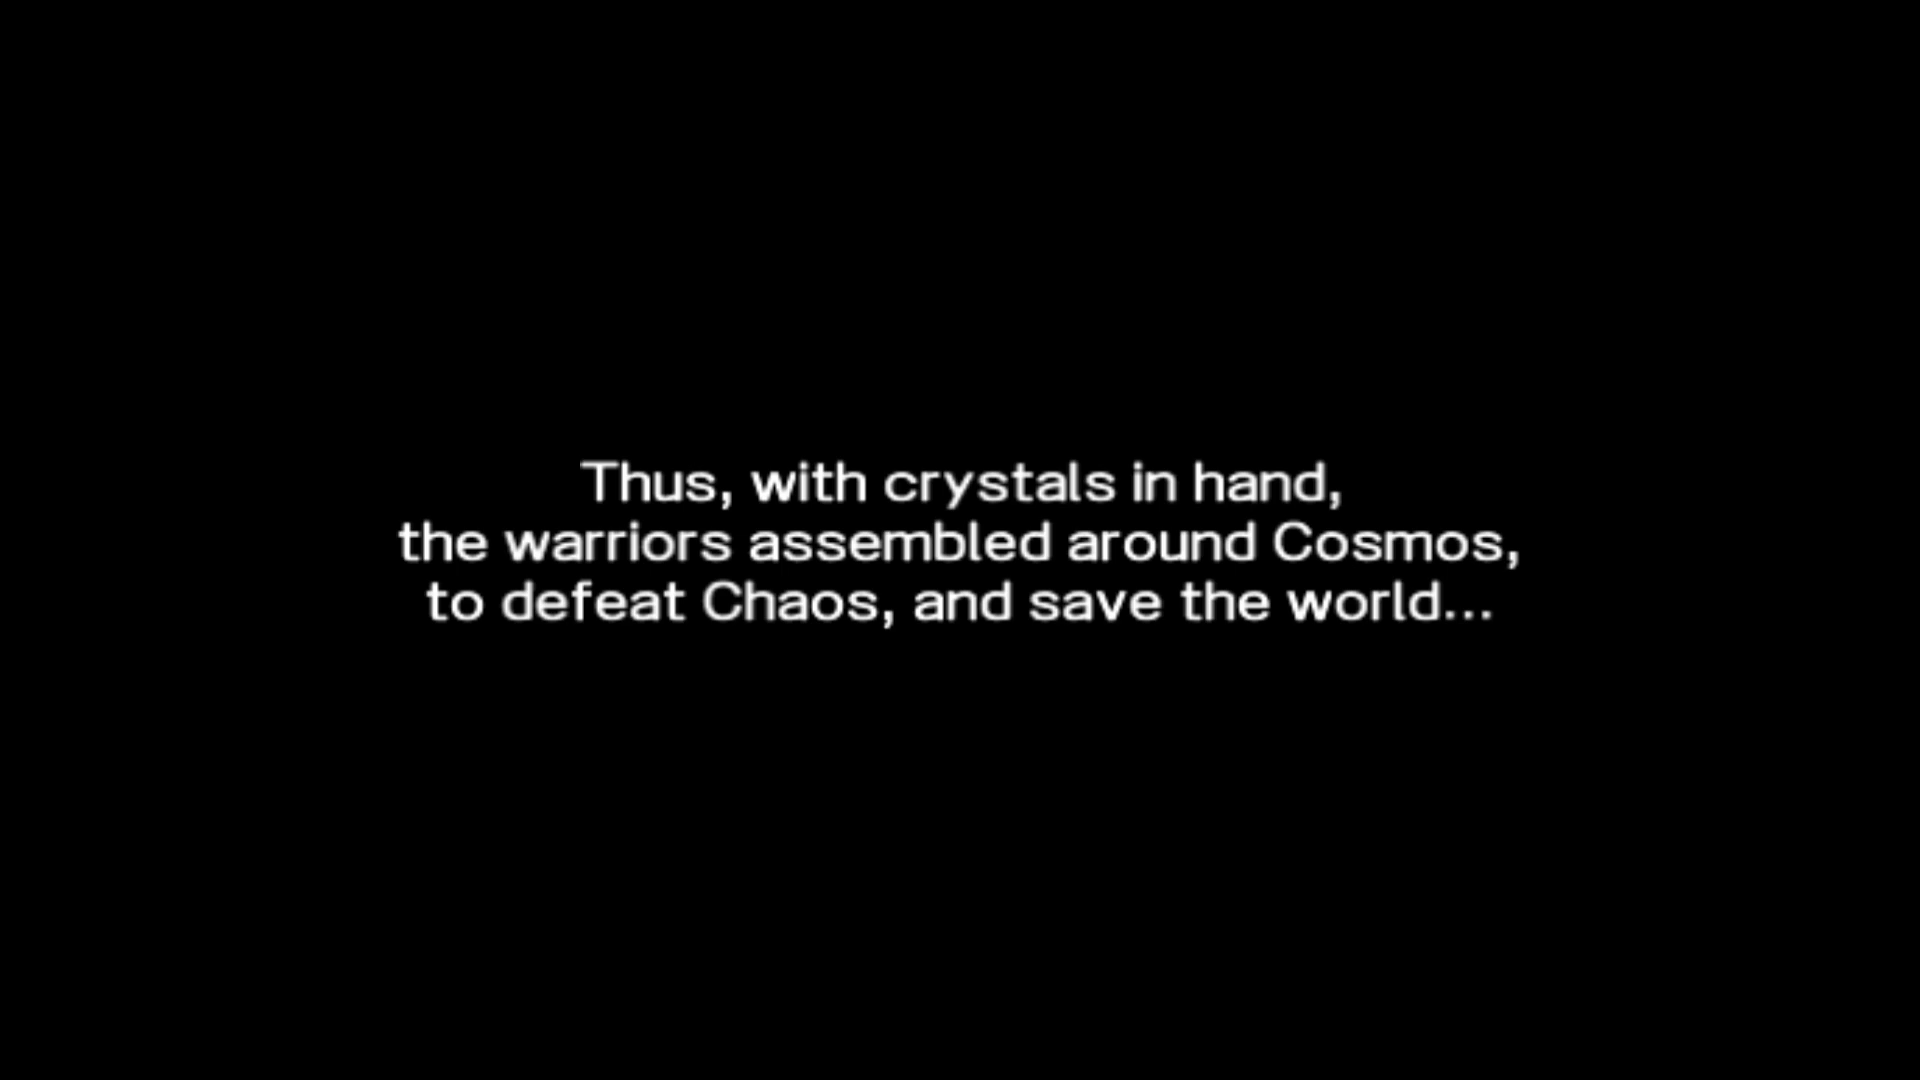 Thus, with crystals in hand,
the warriors assembled around Cosmos,
to defeat Chaos, and save the world...